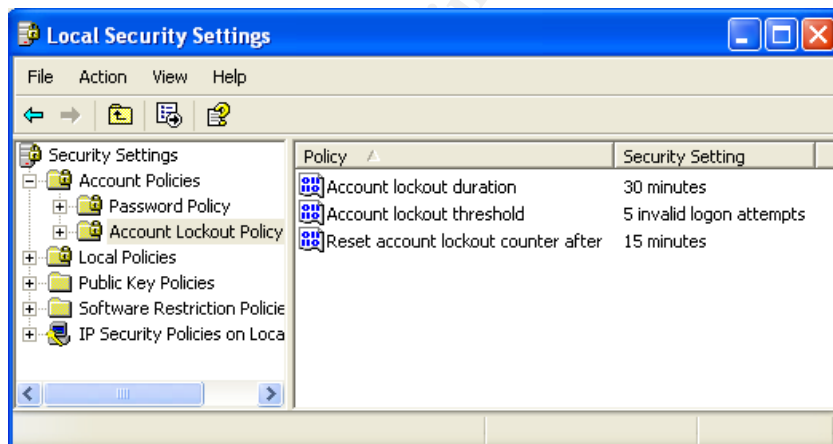 Local Security Settings
File Action View Help
Security Settings
Account Policies
Password Policy
Account Lockout Policy
Local Policies
Public Key Policies
Software Restriction Policie
IP Security Policies on Loca
Policy Security Setting
Account lockout duration 30 minutes
Account lockout threshold 5 invalid logon attempts
Reset account lockout counter after 15 minutes